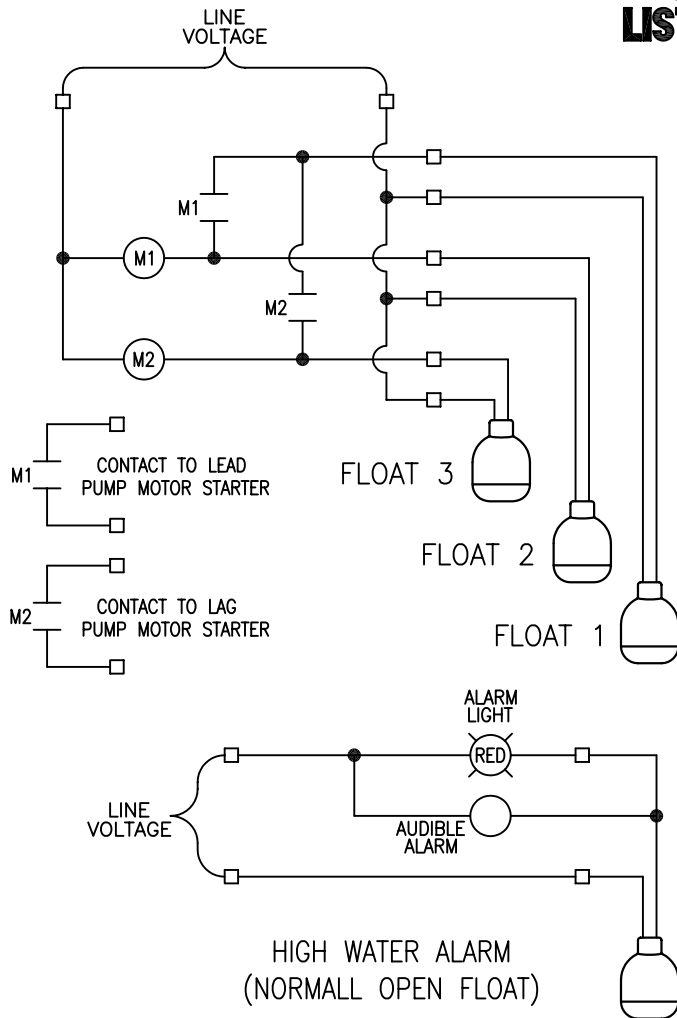 LINE
VOLTAGE
M1
M1
M2
M2
FLOAT 3
M1
CONTACT TO LEAD
PUMP MOTOR STARTER
FLOAT 2
M2
CONTACT TO LAG
PUMP MOTOR STARTER
FLOAT 1
ALARM
LIGHT
RED
LINE
VOLTAGE
AUDIBLE
ALARM
HIGH WATER ALARM
(NORMALL OPEN FLOAT)